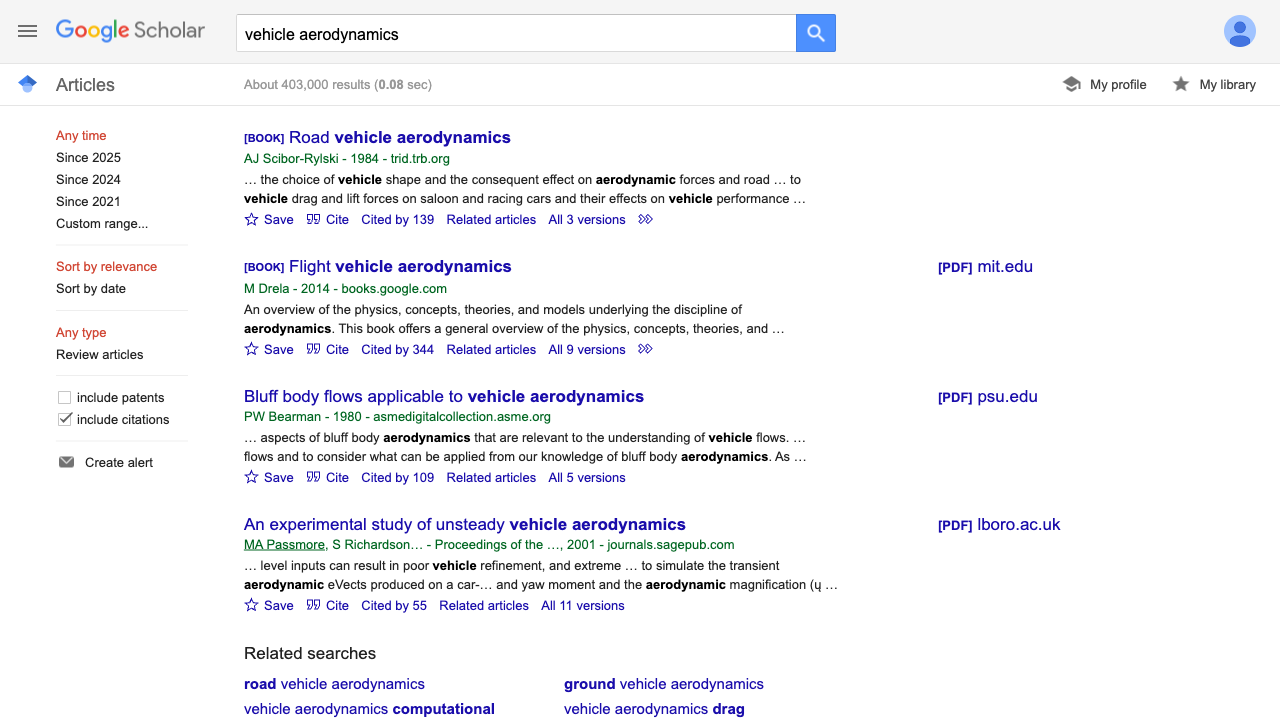 Google Scholar
vehicle aerodynamics
Articles
About 403,000 results (0.08 sec)
My profile
My library
Any time
Since 2025
Since 2024
Since 2021
Custom range...
Sort by relevance
Sort by date
Any type
Review articles
include patents
include citations
Create alert
[BOOK] Road vehicle aerodynamics
AJ Scibor-Rylski - 1984 - trid.trb.org
… the choice of vehicle shape and the consequent effect on aerodynamic forces and road … to
vehicle drag and lift forces on saloon and racing cars and their effects on vehicle performance …
Save Cite Cited by 139 Related articles All 3 versions
[BOOK] Flight vehicle aerodynamics
M Drela - 2014 - books.google.com
An overview of the physics, concepts, theories, and models underlying the discipline of
aerodynamics. This book offers a general overview of the physics, concepts, theories, and …
Save Cite Cited by 344 Related articles All 9 versions
[PDF] mit.edu
Bluff body flows applicable to vehicle aerodynamics
PW Bearman - 1980 - asmedigitalcollection.asme.org
… aspects of bluff body aerodynamics that are relevant to the understanding of vehicle flows. …
flows and to consider what can be applied from our knowledge of bluff body aerodynamics. As …
Save Cite Cited by 109 Related articles All 5 versions
[PDF] psu.edu
An experimental study of unsteady vehicle aerodynamics
MA Passmore, S Richardson… - Proceedings of the …, 2001 - journals.sagepub.com
… level inputs can result in poor vehicle refinement, and extreme … to simulate the transient
aerodynamic eVects produced on a car-… and yaw moment and the aerodynamic magnification (ų …
Save Cite Cited by 55 Related articles All 11 versions
[PDF] lboro.ac.uk
Related searches
road vehicle aerodynamics
ground vehicle aerodynamics
vehicle aerodynamics computational
vehicle aerodynamics drag